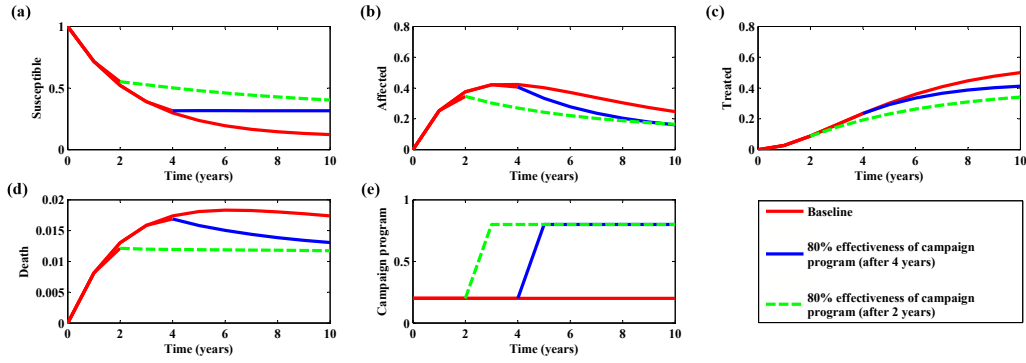 (a)
1
0.5
0
Susceptible
0 2 4 6 8 10
Time (years)
(b)
0.8
0.6
0.4
0.2
0
Affected
0 2 4 6 8 10
Time (years)
(c)
0.8
0.6
0.4
0.2
0
Treated
0 2 4 6 8 10
Time (years)
(d)
0.02
0.015
0.01
0.005
0
Death
0 2 4 6 8 10
Time (years)
(e)
1
0.5
0
Campaign program
0 2 4 6 8 10
Time (years)
Baseline
80% effectiveness of campaign
program (after 4 years)
80% effectiveness of campaign
program (after 2 years)